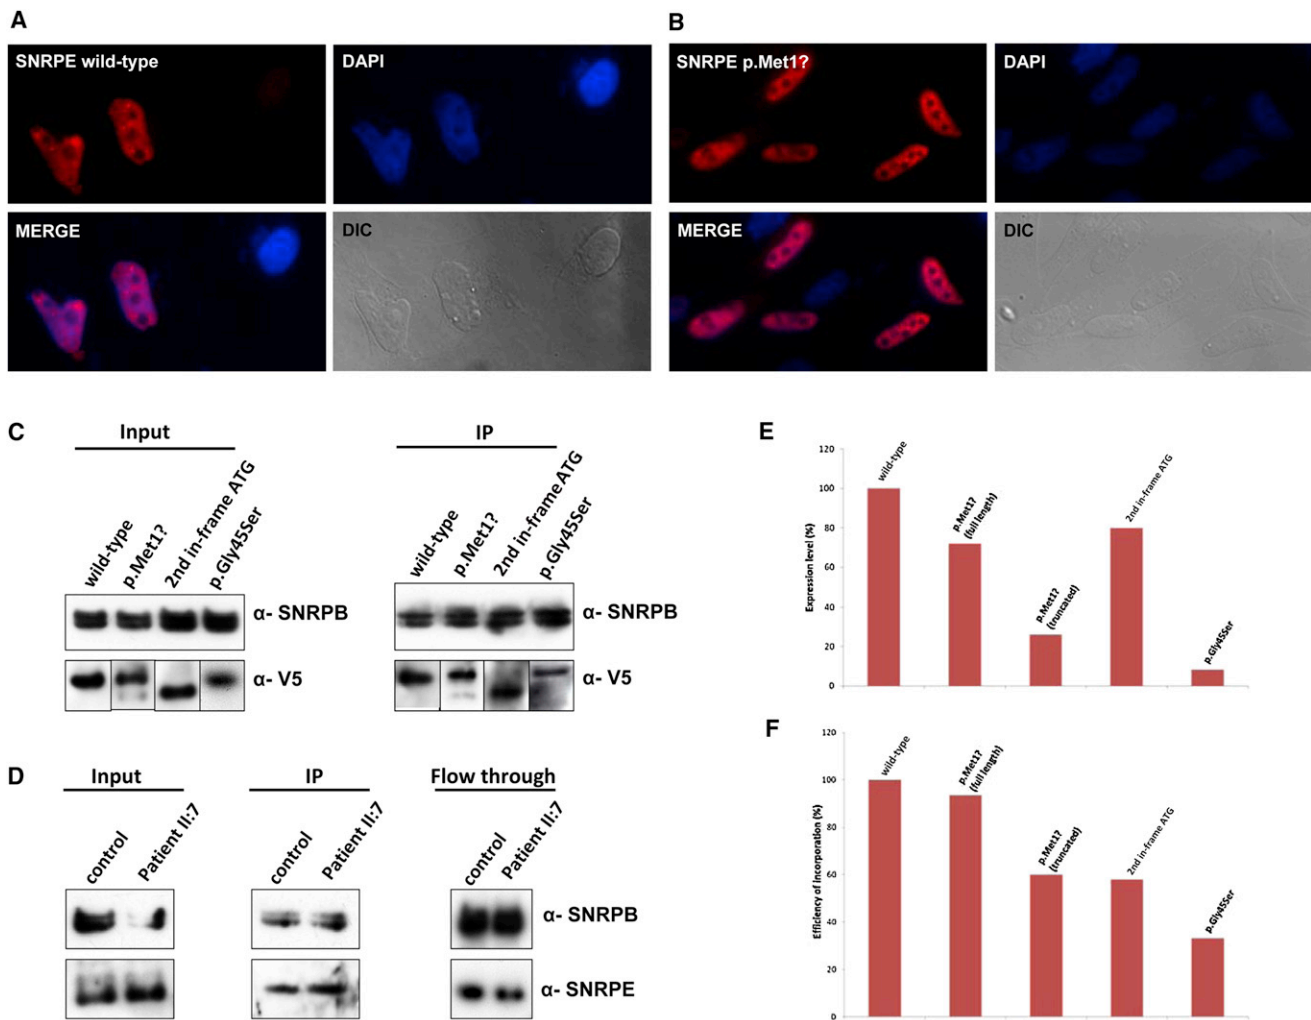 A
SNRPE wild-type
DAPI
MERGE
DIC
B
SNRPE p.Met1?
DAPI
MERGE
DIC
C
Input
IP
wild-type
p.Met1?
2nd in-frame ATG
p.Gly45Ser
wild-type
p.Met1?
2nd in-frame ATG
p.Gly45Ser
α- SNRPB
α- SNRPB
α- V5
α- V5
D
Input
IP
Flow through
control
Patient II:7
control
Patient II:7
control
Patient II:7
α- SNRPB
α- SNRPE
E
Expression level (%)
120
100
80
60
40
20
0
wild-type
p.Met1?
(full length)
p.Met1?
(truncated)
2nd in-frame ATG
p.Gly45Ser
F
Efficiency of incorporation (%)
120
100
80
60
40
20
0
wild-type
p.Met1?
(full length)
p.Met1?
(truncated)
2nd in-frame ATG
p.Gly45Ser